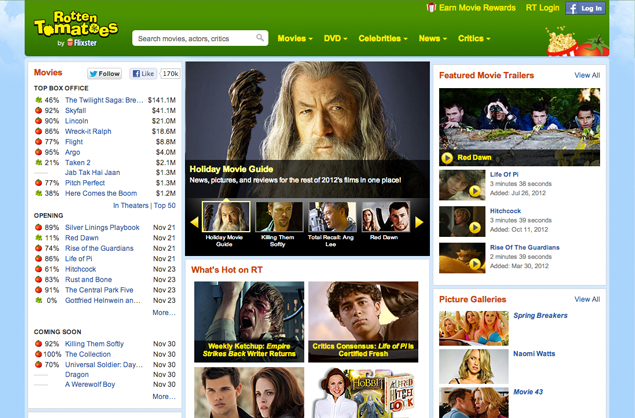 Earn Movie Rewards RT Login Log In
Rotten
Tomatoes
by Flixster
Search movies, actors, critics
Movies DVD Celebrities News Critics
Movies Follow Like 170k
TOP BOX OFFICE
46% The Twilight Saga: Bre... $141.1M
92% Skyfall $41.1M
90% Lincoln $21.0M
86% Wreck-it Ralph $18.6M
77% Flight $8.8M
95% Argo $4.0M
21% Taken 2 $2.1M
Jab Tak Hai Jaan $1.3M
77% Pitch Perfect $1.3M
38% Here Comes the Boom $1.2M
In Theaters | Top 50
OPENING
89% Silver Linings Playbook Nov 21
11% Red Dawn Nov 21
74% Rise of the Guardians Nov 21
86% Life of Pi Nov 21
61% Hitchcock Nov 23
83% Rust and Bone Nov 23
91% The Central Park Five Nov 23
0% Gottfried Helnwein an... Nov 23
More...
COMING SOON
92% Killing Them Softly Nov 30
100% The Collection Nov 30
70% Universal Soldier: Day... Nov 30
Dragon Nov 30
A Werewolf Boy Nov 30
More...
Holiday Movie Guide
News, pictures, and reviews for the rest of 2012's films in one place!
Holiday Movie
Guide
Killing Them
Softly
Total Recall: Ang
Lee
Red Dawn
What's Hot on RT
Weekly Ketchup: Empire
Strikes Back Writer Returns
Critics Consensus: Life of Pi is
Certified Fresh
HOBBIT
ALFRED
HITCH
COCK
Featured Movie Trailers View All
Red Dawn
Life Of Pi
3 minutes 38 seconds
Added: Jul 26, 2012
Hitchcock
3 minutes 39 seconds
Added: Oct 11, 2012
Rise Of The Guardians
2 minutes 39 seconds
Added: Mar 30, 2012
Picture Galleries View All
Spring Breakers
Naomi Watts
Movie 43